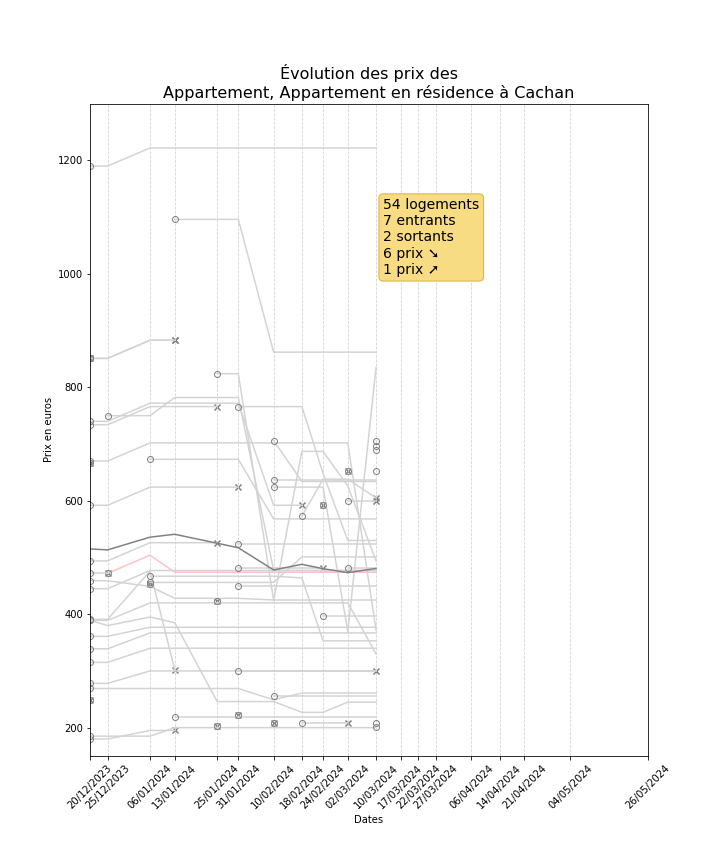 Évolution des prix des
Appartement, Appartement en résidence à Cachan
1200
1000
800
600
400
200
Prix en euros
54 logements
7 entrants
2 sortants
6 prix ➘
1 prix ➚
20/12/2023
25/12/2023
06/01/2024
13/01/2024
25/01/2024
31/01/2024
10/02/2024
18/02/2024
24/02/2024
02/03/2024
10/03/2024
17/03/2024
22/03/2024
27/03/2024
06/04/2024
14/04/2024
21/04/2024
04/05/2024
26/05/2024
Dates